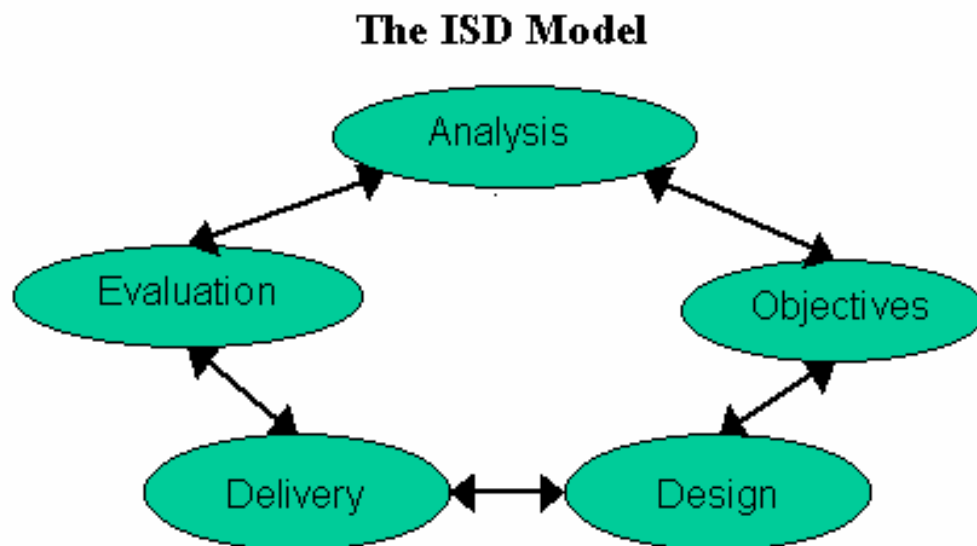 The ISD Model
Analysis
Evaluation
Objectives
Delivery
Design